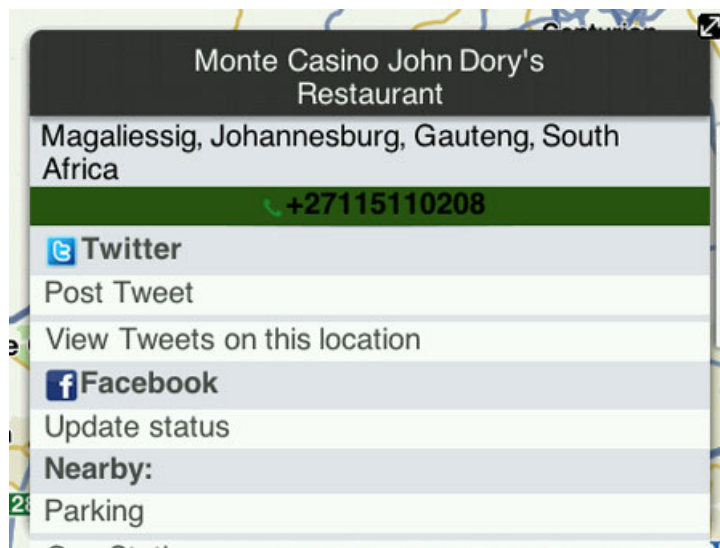 Monte Casino John Dory's
Restaurant
Magaliessig, Johannesburg, Gauteng, South
Africa
+27115110208
Twitter
Post Tweet
View Tweets on this location
Facebook
Update status
Nearby:
28
Parking